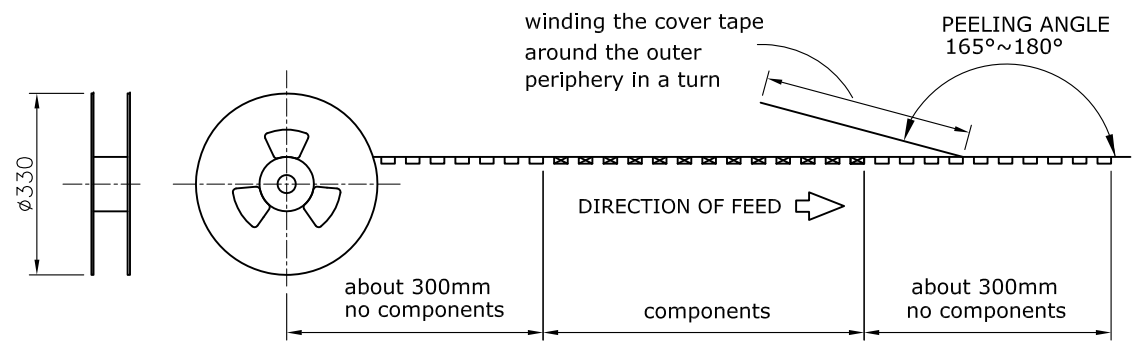 winding the cover tape
around the outer
periphery in a turn
PEELING ANGLE
165°~180°
ø330
DIRECTION OF FEED
about 300mm
no components
components
about 300mm
no components